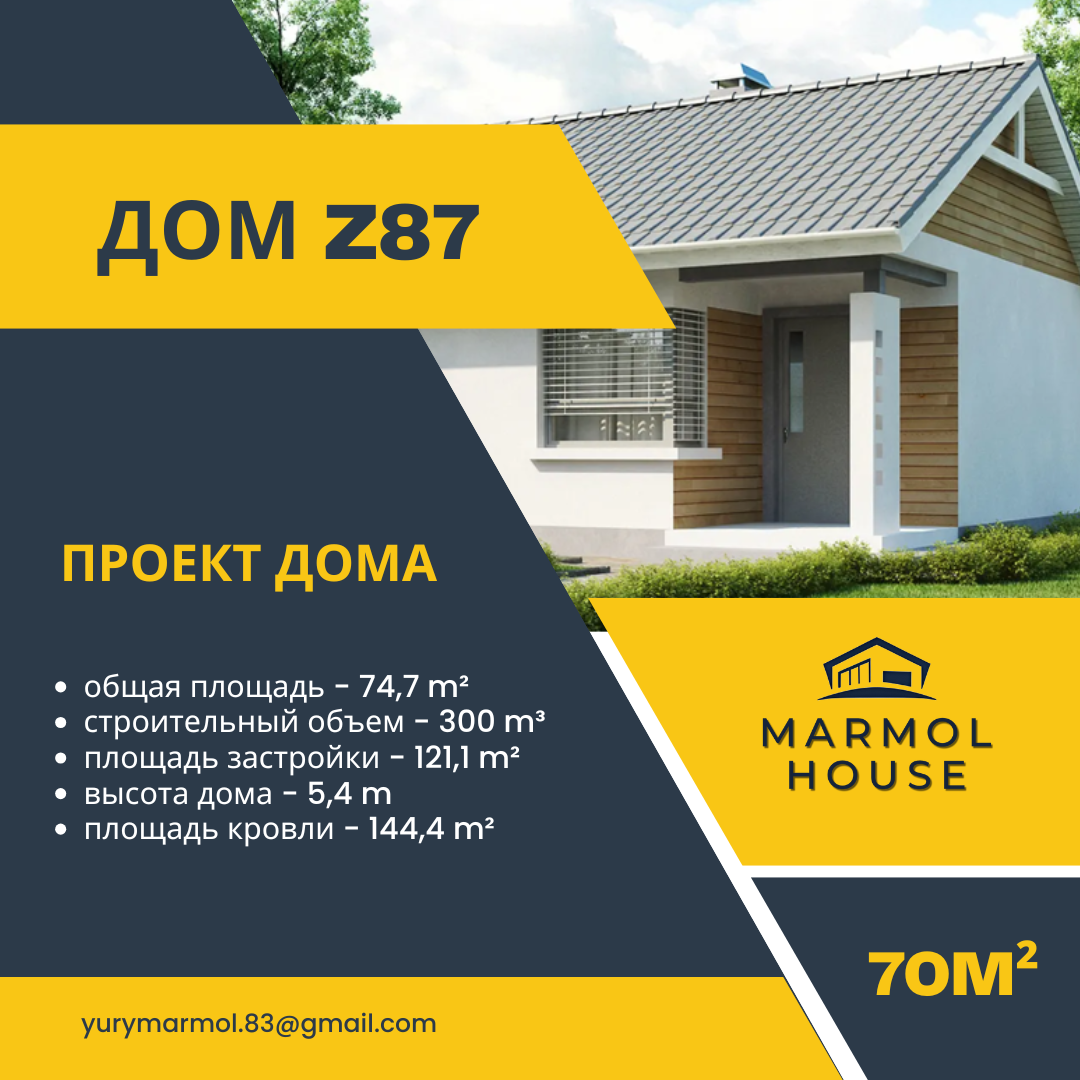 ДОМ Z87
ПРОЕКТ ДОМА
• общая площадь - 74,7 m²
• строительный объем - 300 m³
• площадь застройки - 121,1 m²
• высота дома - 5,4 m
• площадь кровли - 144,4 m²
MARMOL
HOUSE
70М²
yurymarmol.83@gmail.com